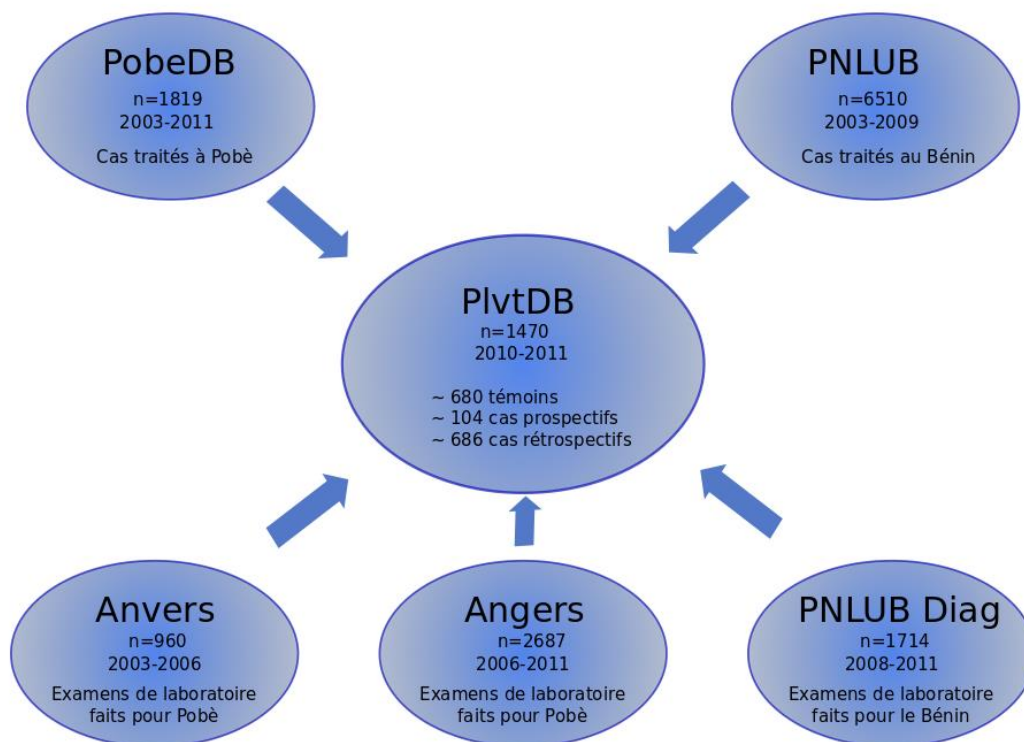 PobeDB
n=1819
2003-2011
Cas traités à Pobè
PNLUB
n=6510
2003-2009
Cas traités au Bénin
PlvtDB
n=1470
2010-2011
~ 680 témoins
~ 104 cas prospectifs
~ 686 cas rétrospectifs
Anvers
n=960
2003-2006
Examens de laboratoire
faits pour Pobè
Angers
n=2687
2006-2011
Examens de laboratoire
faits pour Pobè
PNLUB Diag
n=1714
2008-2011
Examens de laboratoire
faits pour le Bénin